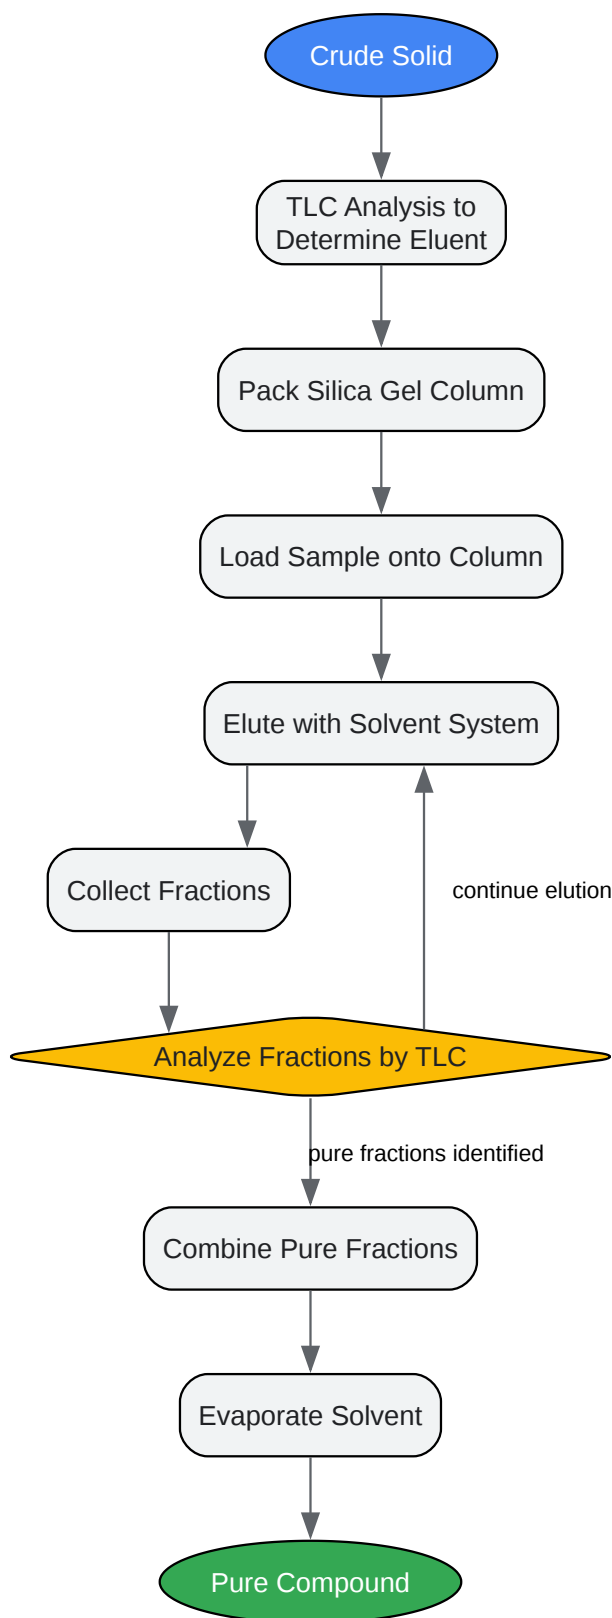 Crude Solid
TLC Analysis to
Determine Eluent
Pack Silica Gel Column
Load Sample onto Column
Elute with Solvent System
Collect Fractions
continue elution
Analyze Fractions by TLC
pure fractions identified
Combine Pure Fractions
Evaporate Solvent
Pure Compound